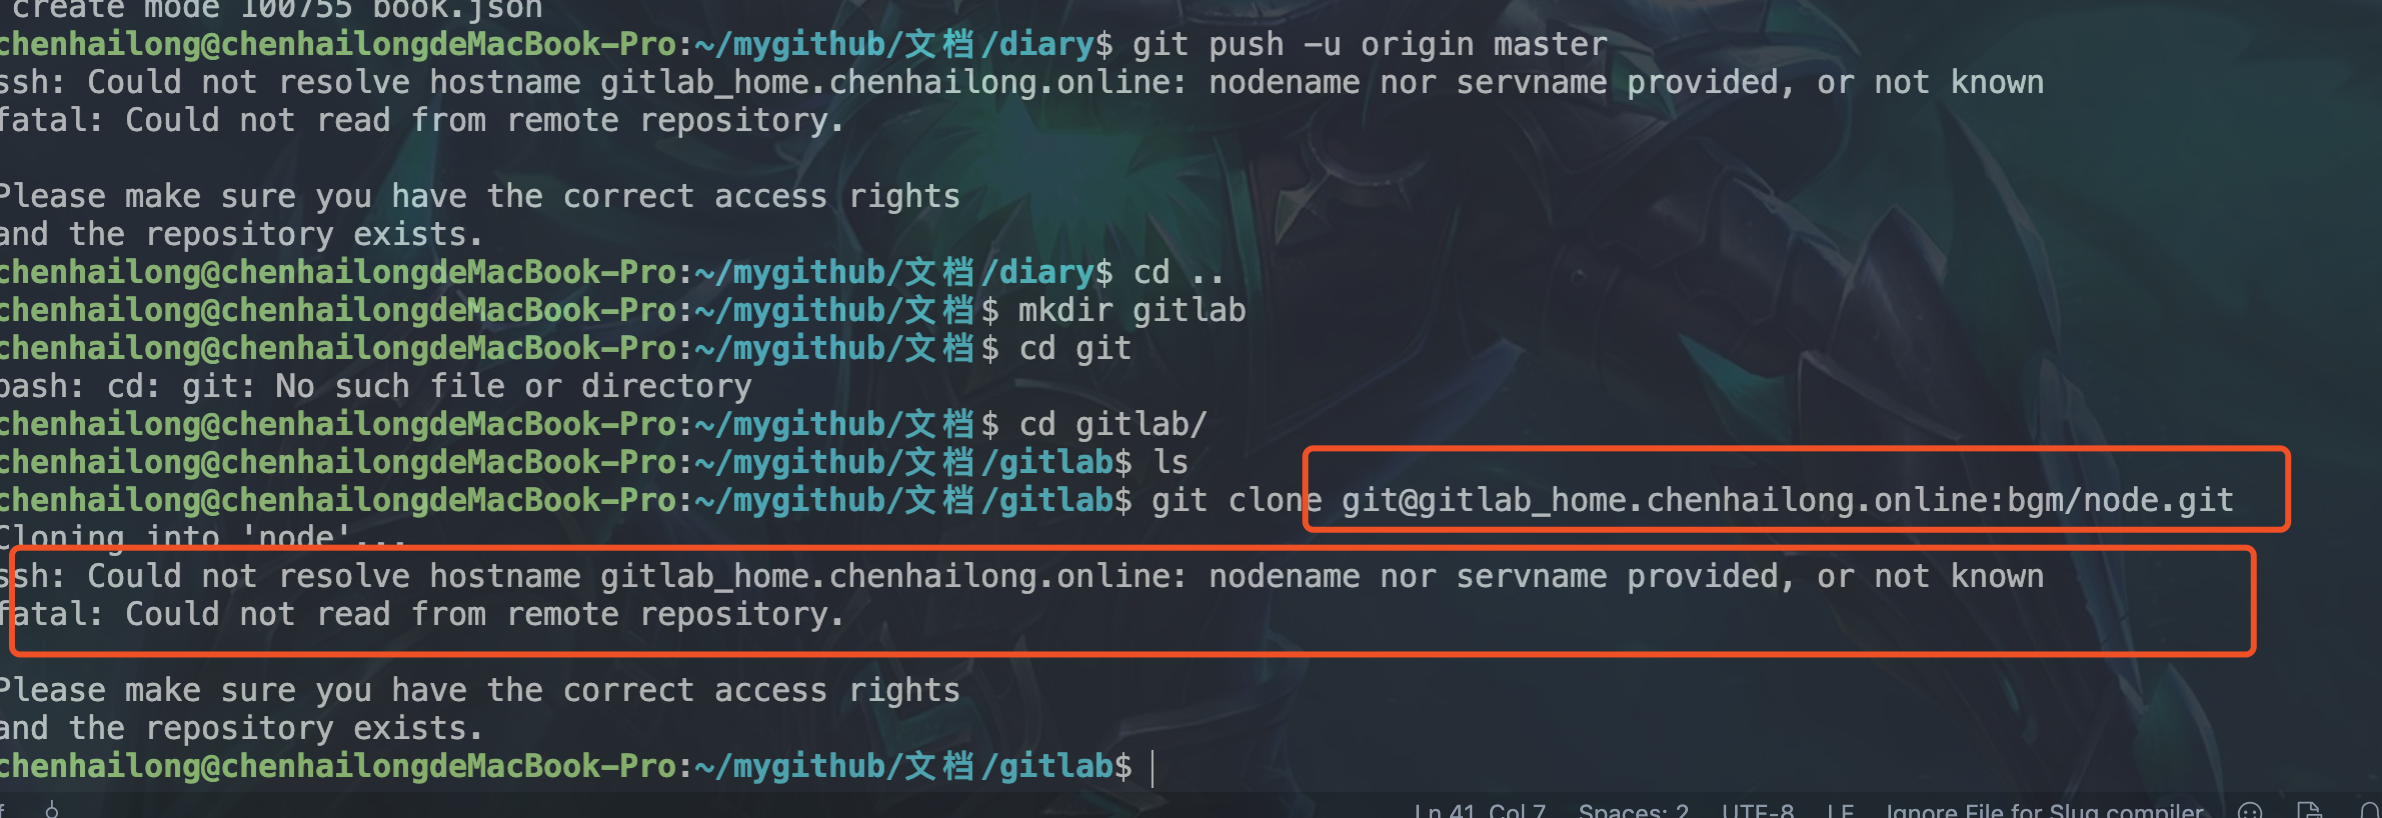 create mode 100755 book.json
chenhailong@chenhailongdeMacBook-Pro:~/mygithub/文档/diary$ git push -u origin master
ssh: Could not resolve hostname gitlab_home.chenhailong.online: nodename nor servname provided, or not known
fatal: Could not read from remote repository.
Please make sure you have the correct access rights
and the repository exists.
chenhailong@chenhailongdeMacBook-Pro:~/mygithub/文档/diary$ cd ..
chenhailong@chenhailongdeMacBook-Pro:~/mygithub/文档$ mkdir gitlab
chenhailong@chenhailongdeMacBook-Pro:~/mygithub/文档$ cd git
bash: cd: git: No such file or directory
chenhailong@chenhailongdeMacBook-Pro:~/mygithub/文档$ cd gitlab/
chenhailong@chenhailongdeMacBook-Pro:~/mygithub/文档/gitlab$ ls
chenhailong@chenhailongdeMacBook-Pro:~/mygithub/文档/gitlab$ git clone git@gitlab_home.chenhailong.online:bgm/node.git
Cloning into 'node'...
ssh: Could not resolve hostname gitlab_home.chenhailong.online: nodename nor servname provided, or not known
fatal: Could not read from remote repository.
Please make sure you have the correct access rights
and the repository exists.
chenhailong@chenhailongdeMacBook-Pro:~/mygithub/文档/gitlab$
Ln 41, Col 7 Spaces: 2 UTF-8 LF Ignore File for Slug compiler